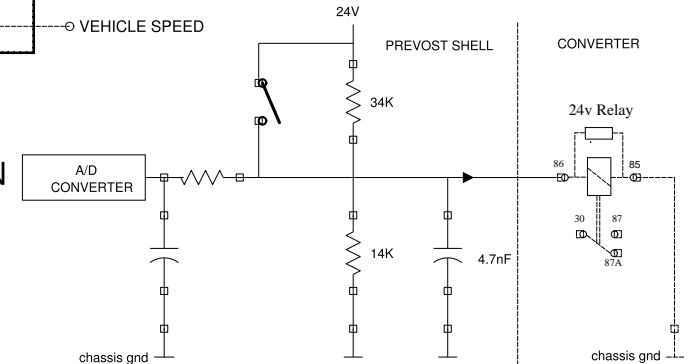 24V
VEHICLE SPEED
PREVOST SHELL
CONVERTER
34K
24v Relay
N
A/D
CONVERTER
86
85
30
87
14K
4.7nF
87A
chassis gnd
chassis gnd